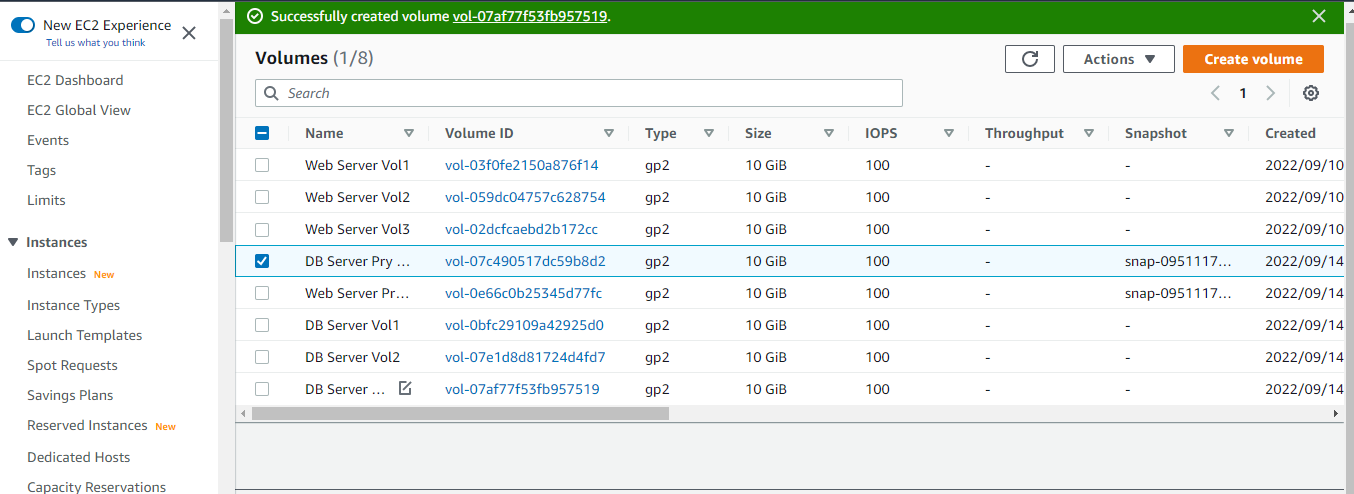 New EC2 Experience
Tell us what you think
EC2 Dashboard
EC2 Global View
Events
Tags
Limits
Instances
Instances New
Instance Types
Launch Templates
Spot Requests
Savings Plans
Reserved Instances New
Dedicated Hosts
Capacity Reservations
Successfully created volume vol-07af77f53fb957519.
Volumes (1/8)
Actions
Create volume
Search
1
Name Volume ID Type Size IOPS Throughput Snapshot Created
Web Server Vol1 vol-03f0fe2150a876f14 gp2 10 GiB 100 - - 2022/09/10
Web Server Vol2 vol-059dc04757c628754 gp2 10 GiB 100 - - 2022/09/10
Web Server Vol3 vol-02dcfcaebd2b172cc gp2 10 GiB 100 - - 2022/09/10
DB Server Pry ... vol-07c490517dc59b8d2 gp2 10 GiB 100 - snap-0951117... 2022/09/14
Web Server Pr... vol-0e66c0b25345d77fc gp2 10 GiB 100 - snap-0951117... 2022/09/14
DB Server Vol1 vol-0bfc29109a42925d0 gp2 10 GiB 100 - - 2022/09/14
DB Server Vol2 vol-07e1d8d81724d4fd7 gp2 10 GiB 100 - - 2022/09/14
DB Server ... vol-07af77f53fb957519 gp2 10 GiB 100 - - 2022/09/14